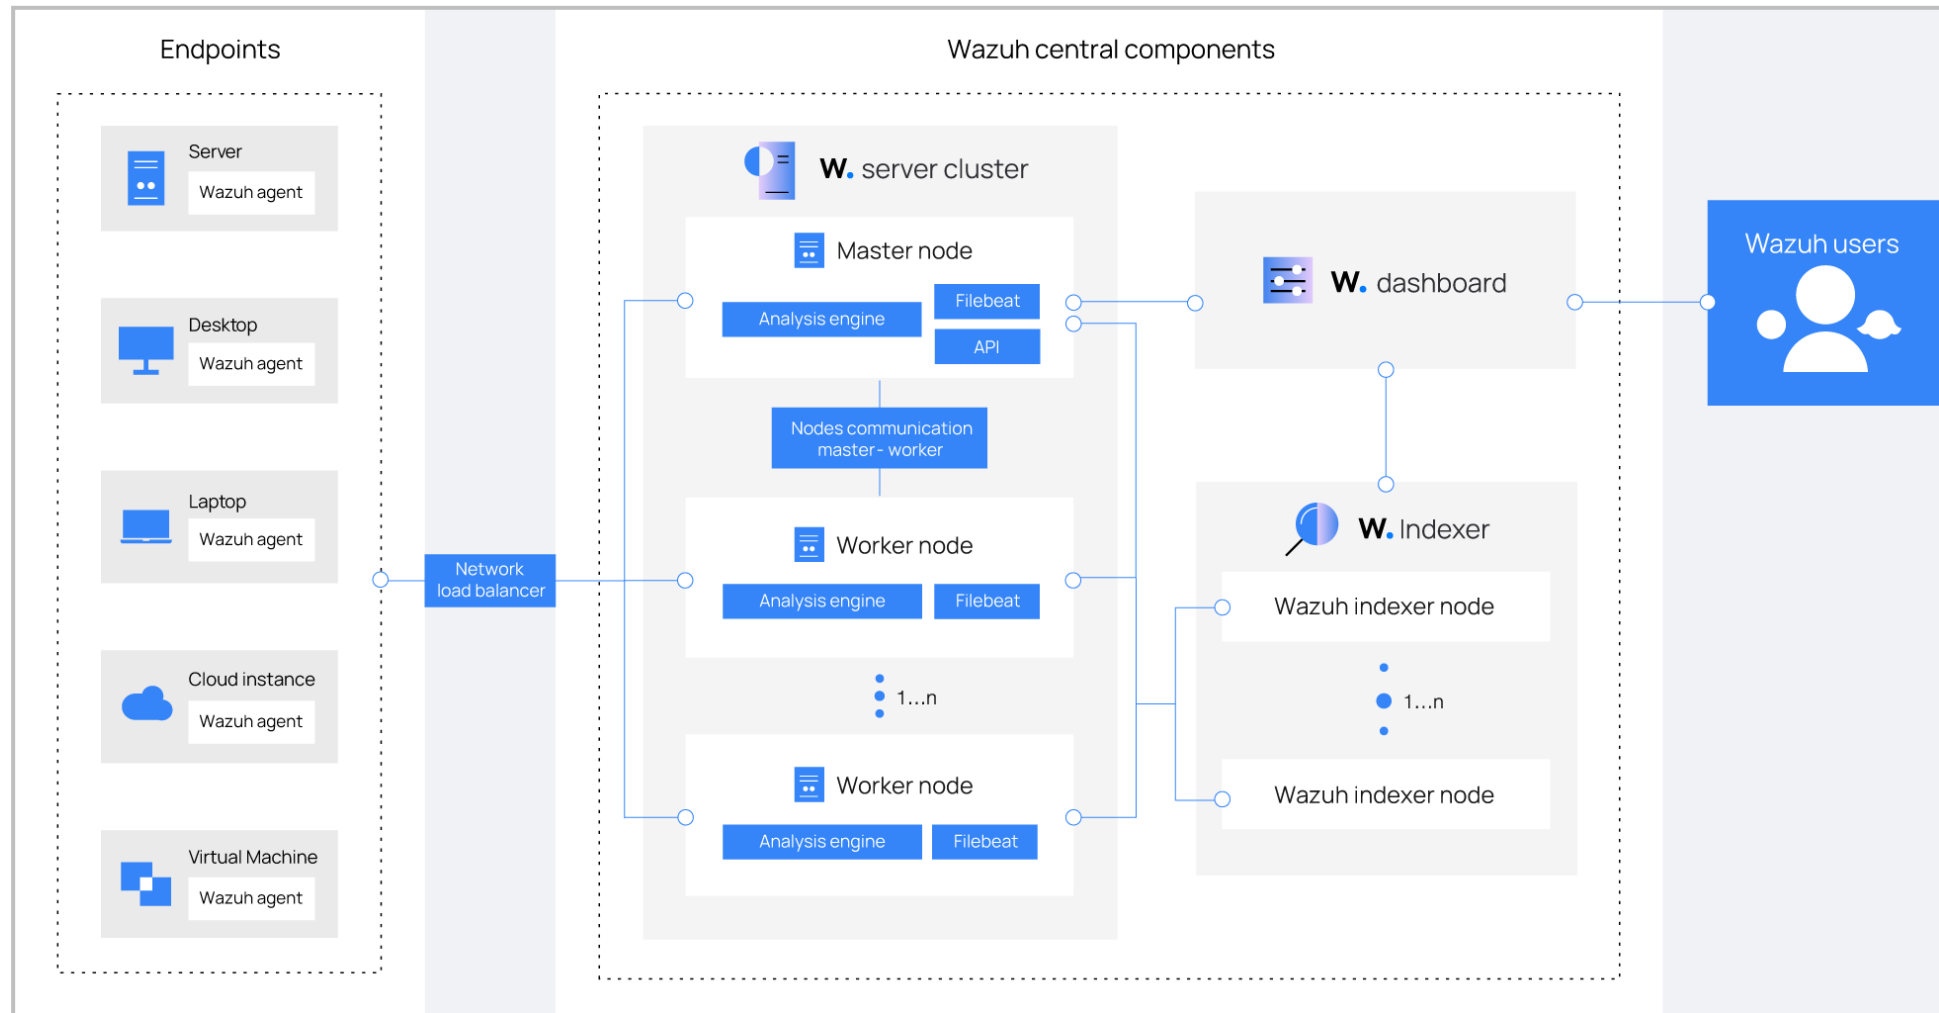 Endpoints
Server
Wazuh agent
Desktop
Wazuh agent
Laptop
Wazuh agent
Cloud instance
Wazuh agent
Virtual Machine
Wazuh agent
Network
load balancer
Wazuh central components
W. server cluster
Master node
Analysis engine
Filebeat
API
Nodes communication
master - worker
Worker node
Analysis engine
Filebeat
1...n
Worker node
Analysis engine
Filebeat
W. dashboard
W. Indexer
Wazuh indexer node
1...n
Wazuh indexer node
Wazuh users